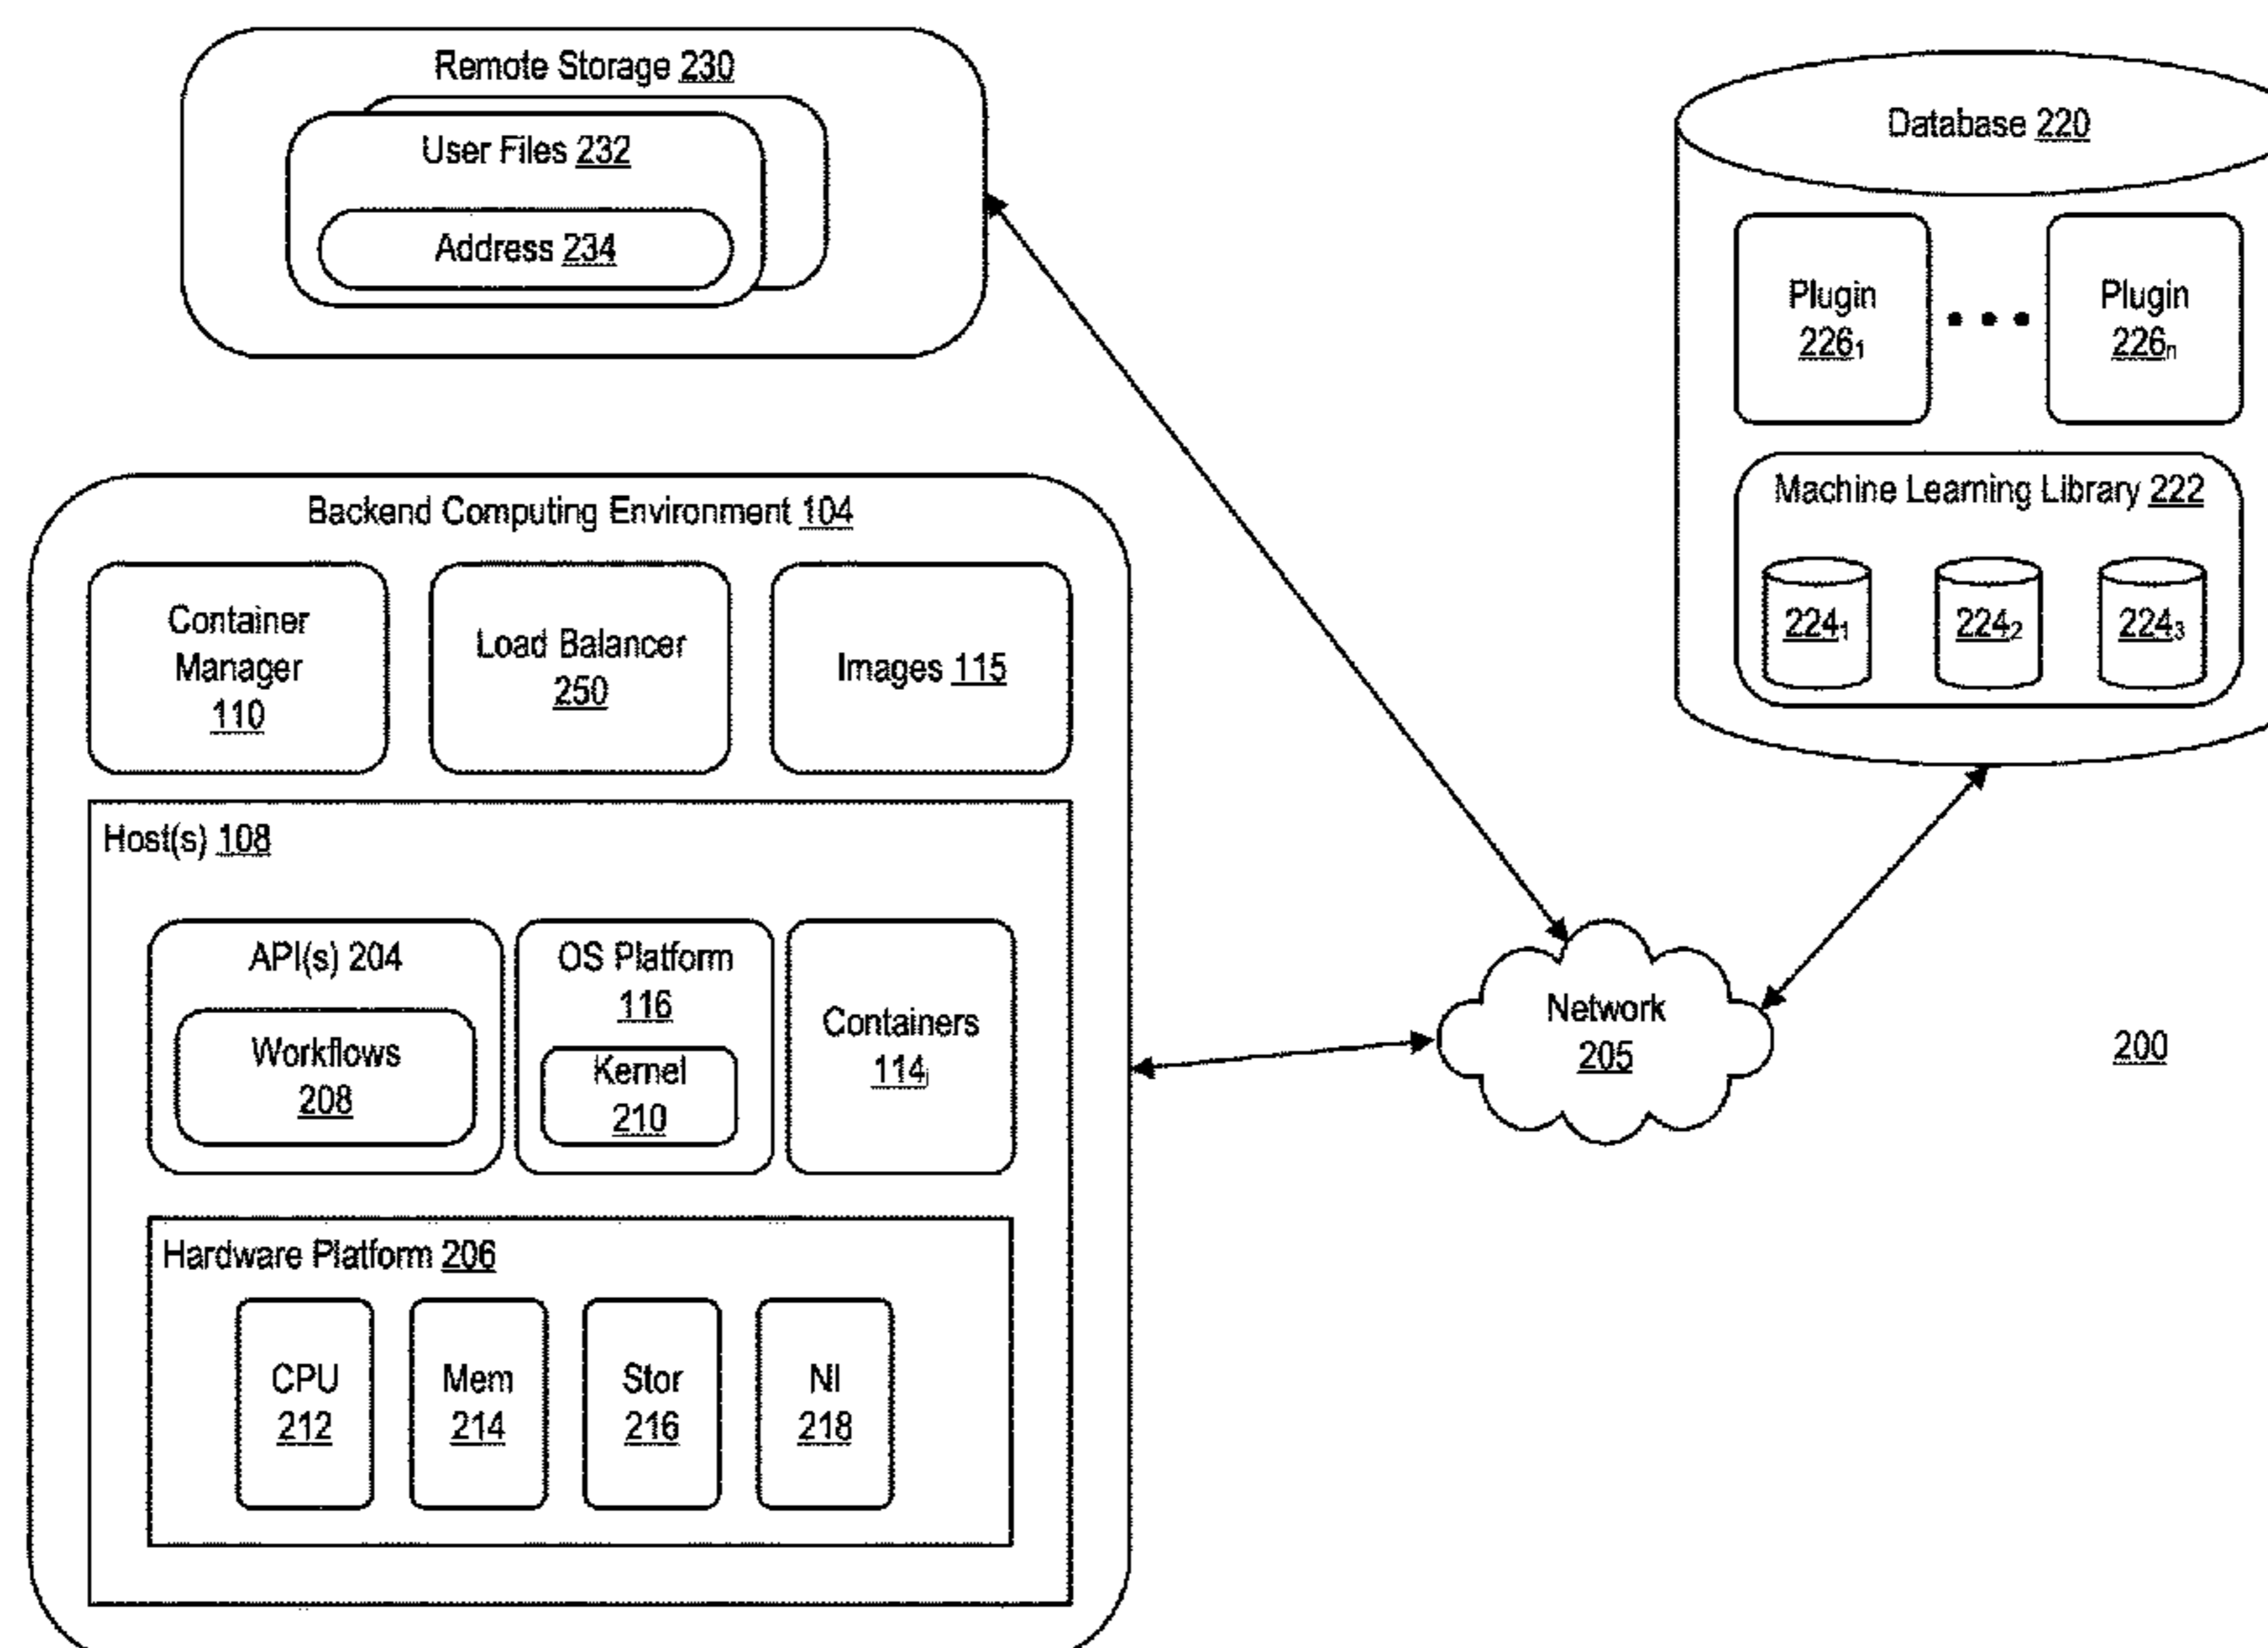 Remote Storage 230
User Files 232
Address 234
Database 220
Plugin
226₁
Plugin
226ₙ
Machine Learning Library 222
224₁
224₂
224₃
Backend Computing Environment 104
Container
Manager
110
Load Balancer
250
Images 115
Host(s) 108
API(s) 204
Workflows
208
OS Platform
116
Kernel
210
Containers
114
Hardware Platform 206
CPU
212
Mem
214
Stor
216
NI
218
Network
205
200